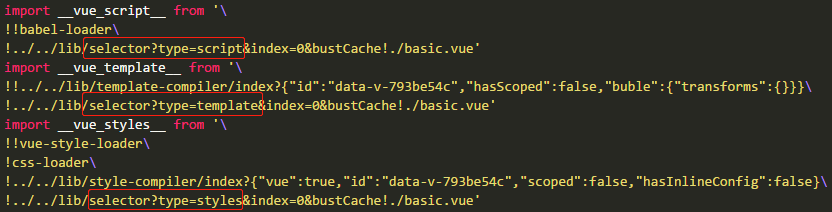 import __vue_script__ from '\
!!babel-loader\
!../../lib/selector?type=script&index=0&bustCache!./basic.vue'
import __vue_template__ from '\
!!../../lib/template-compiler/index?{"id":"data-v-793be54c","hasScoped":false,"buble":{"transforms":{}}}\
!../../lib/selector?type=template&index=0&bustCache!./basic.vue'
import __vue_styles__ from '\
!!vue-style-loader\
!css-loader\
!../../lib/style-compiler/index?{"vue":true,"id":"data-v-793be54c","scoped":false,"hasInlineConfig":false}\
!../../lib/selector?type=styles&index=0&bustCache!./basic.vue'